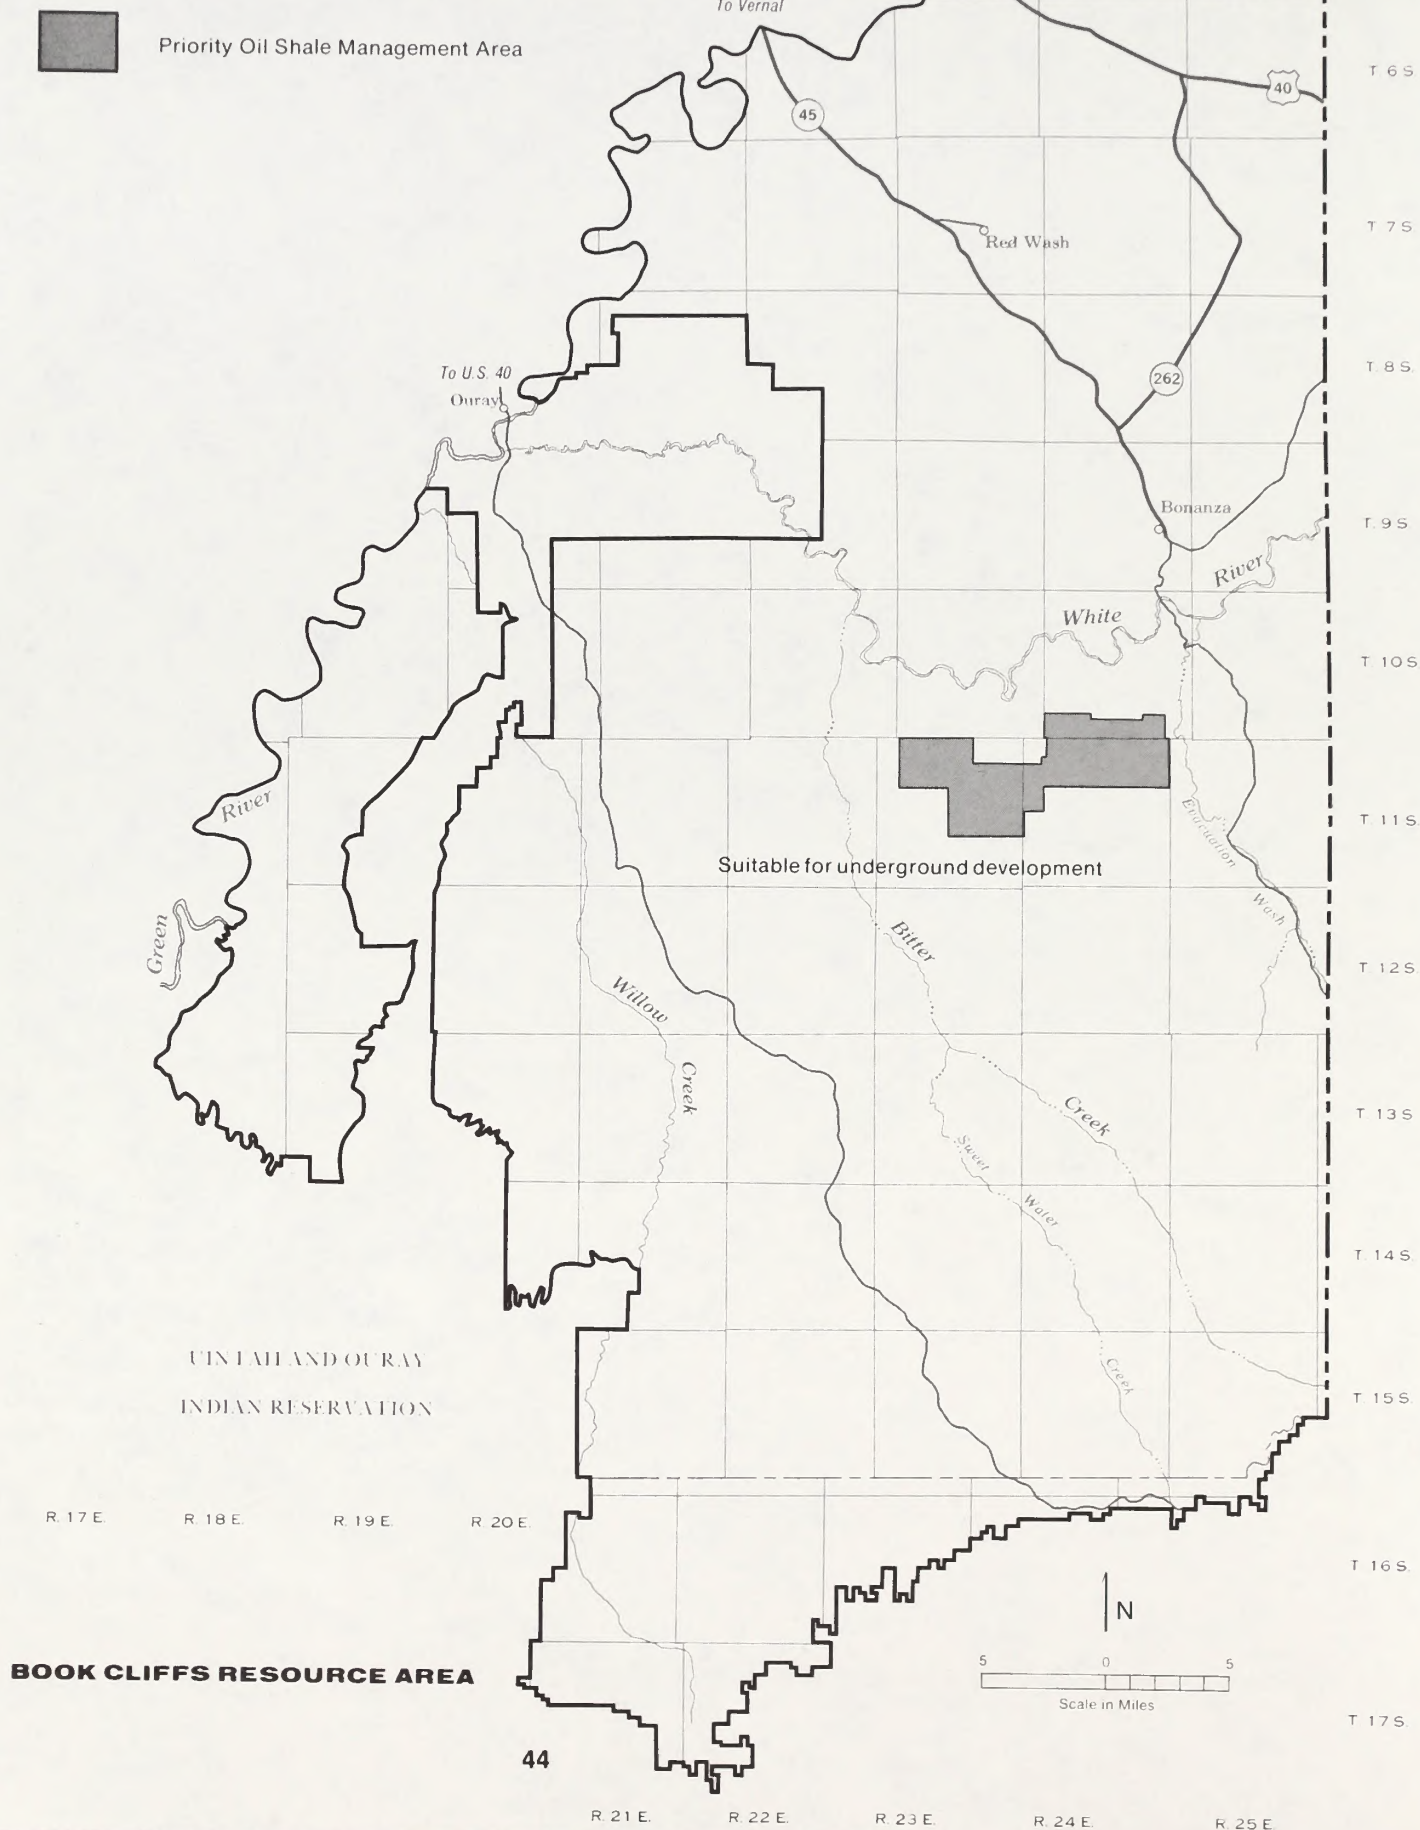 To Vernal
Priority Oil Shale Management Area
T 6 S
40
45
T 7 S
Red Wash
To U.S. 40
Ouray
T. 8 S.
262
Bonanza
T. 9 S
River
White
T. 10 S
River
Evacuation
Wash
T. 11 S.
Suitable for underground development
Green
Bitter
Creek
T. 12 S
Willow
Creek
T 13 S
Sweet
Water
Creek
T. 14 S.
UINTAH AND OURAY
INDIAN RESERVATION
T. 15 S.
R. 17 E.
R. 18 E.
R. 19 E.
R. 20 E.
T 16 S.
N
BOOK CLIFFS RESOURCE AREA
5 0 5
Scale in Miles
T 17 S.
44
R. 21 E.
R. 22 E.
R. 23 E.
R. 24 E.
R. 25 E.